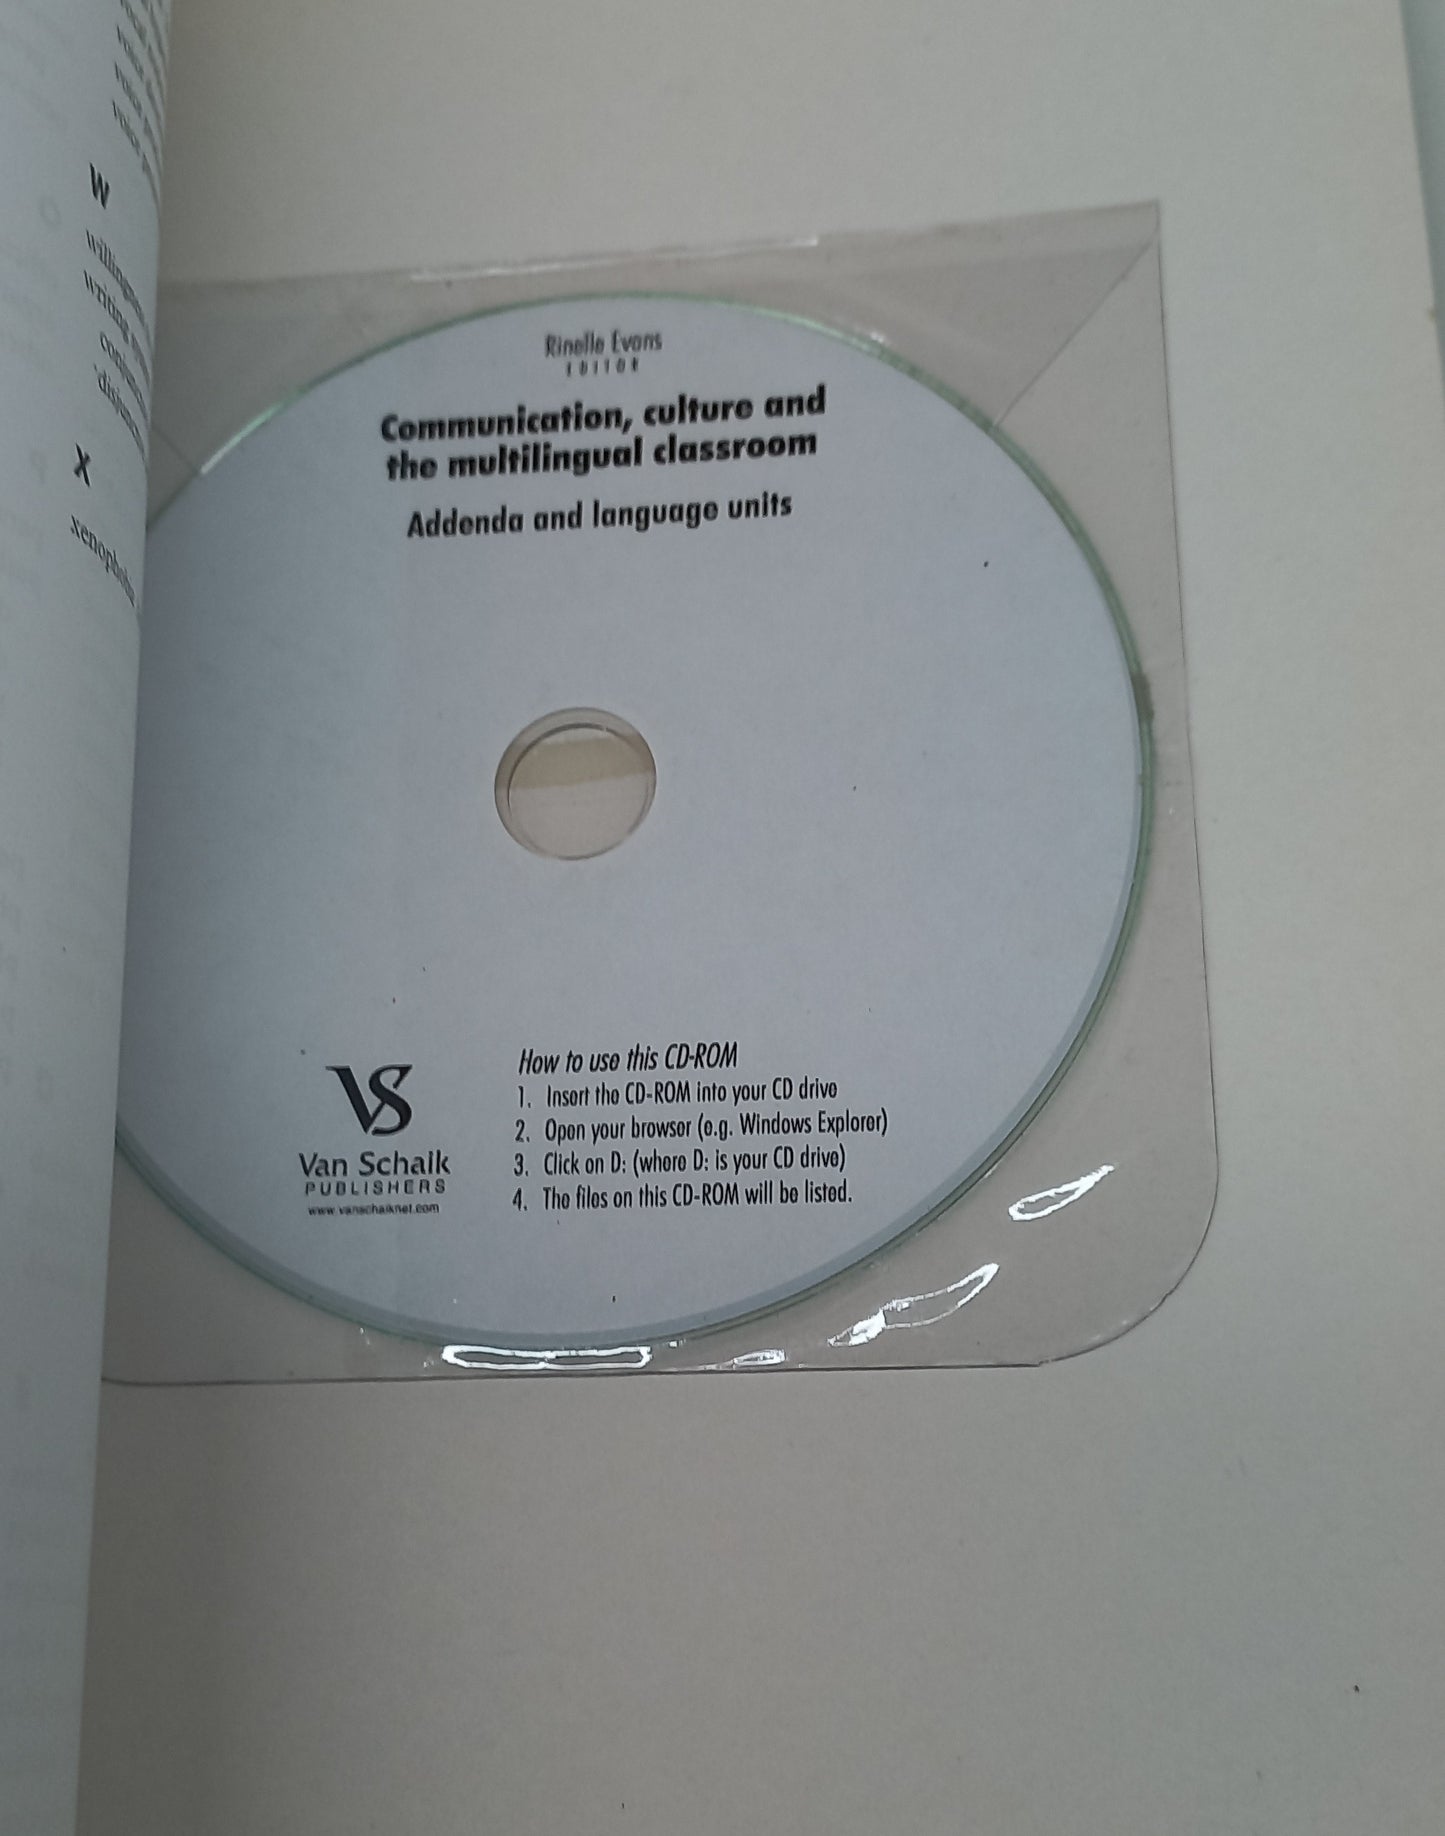 W
X
Rinelle Evans
EDITOR
Communication, culture and
the multilingual classroom
Addenda and language units
VS
Van Schaik
PUBLISHERS
www.vanschaiknet.com
How to use this CD-ROM
1. Insert the CD-ROM into your CD drive
2. Open your browser (e.g. Windows Explorer)
3. Click on D: (where D: is your CD drive)
4. The files on this CD-ROM will be listed.